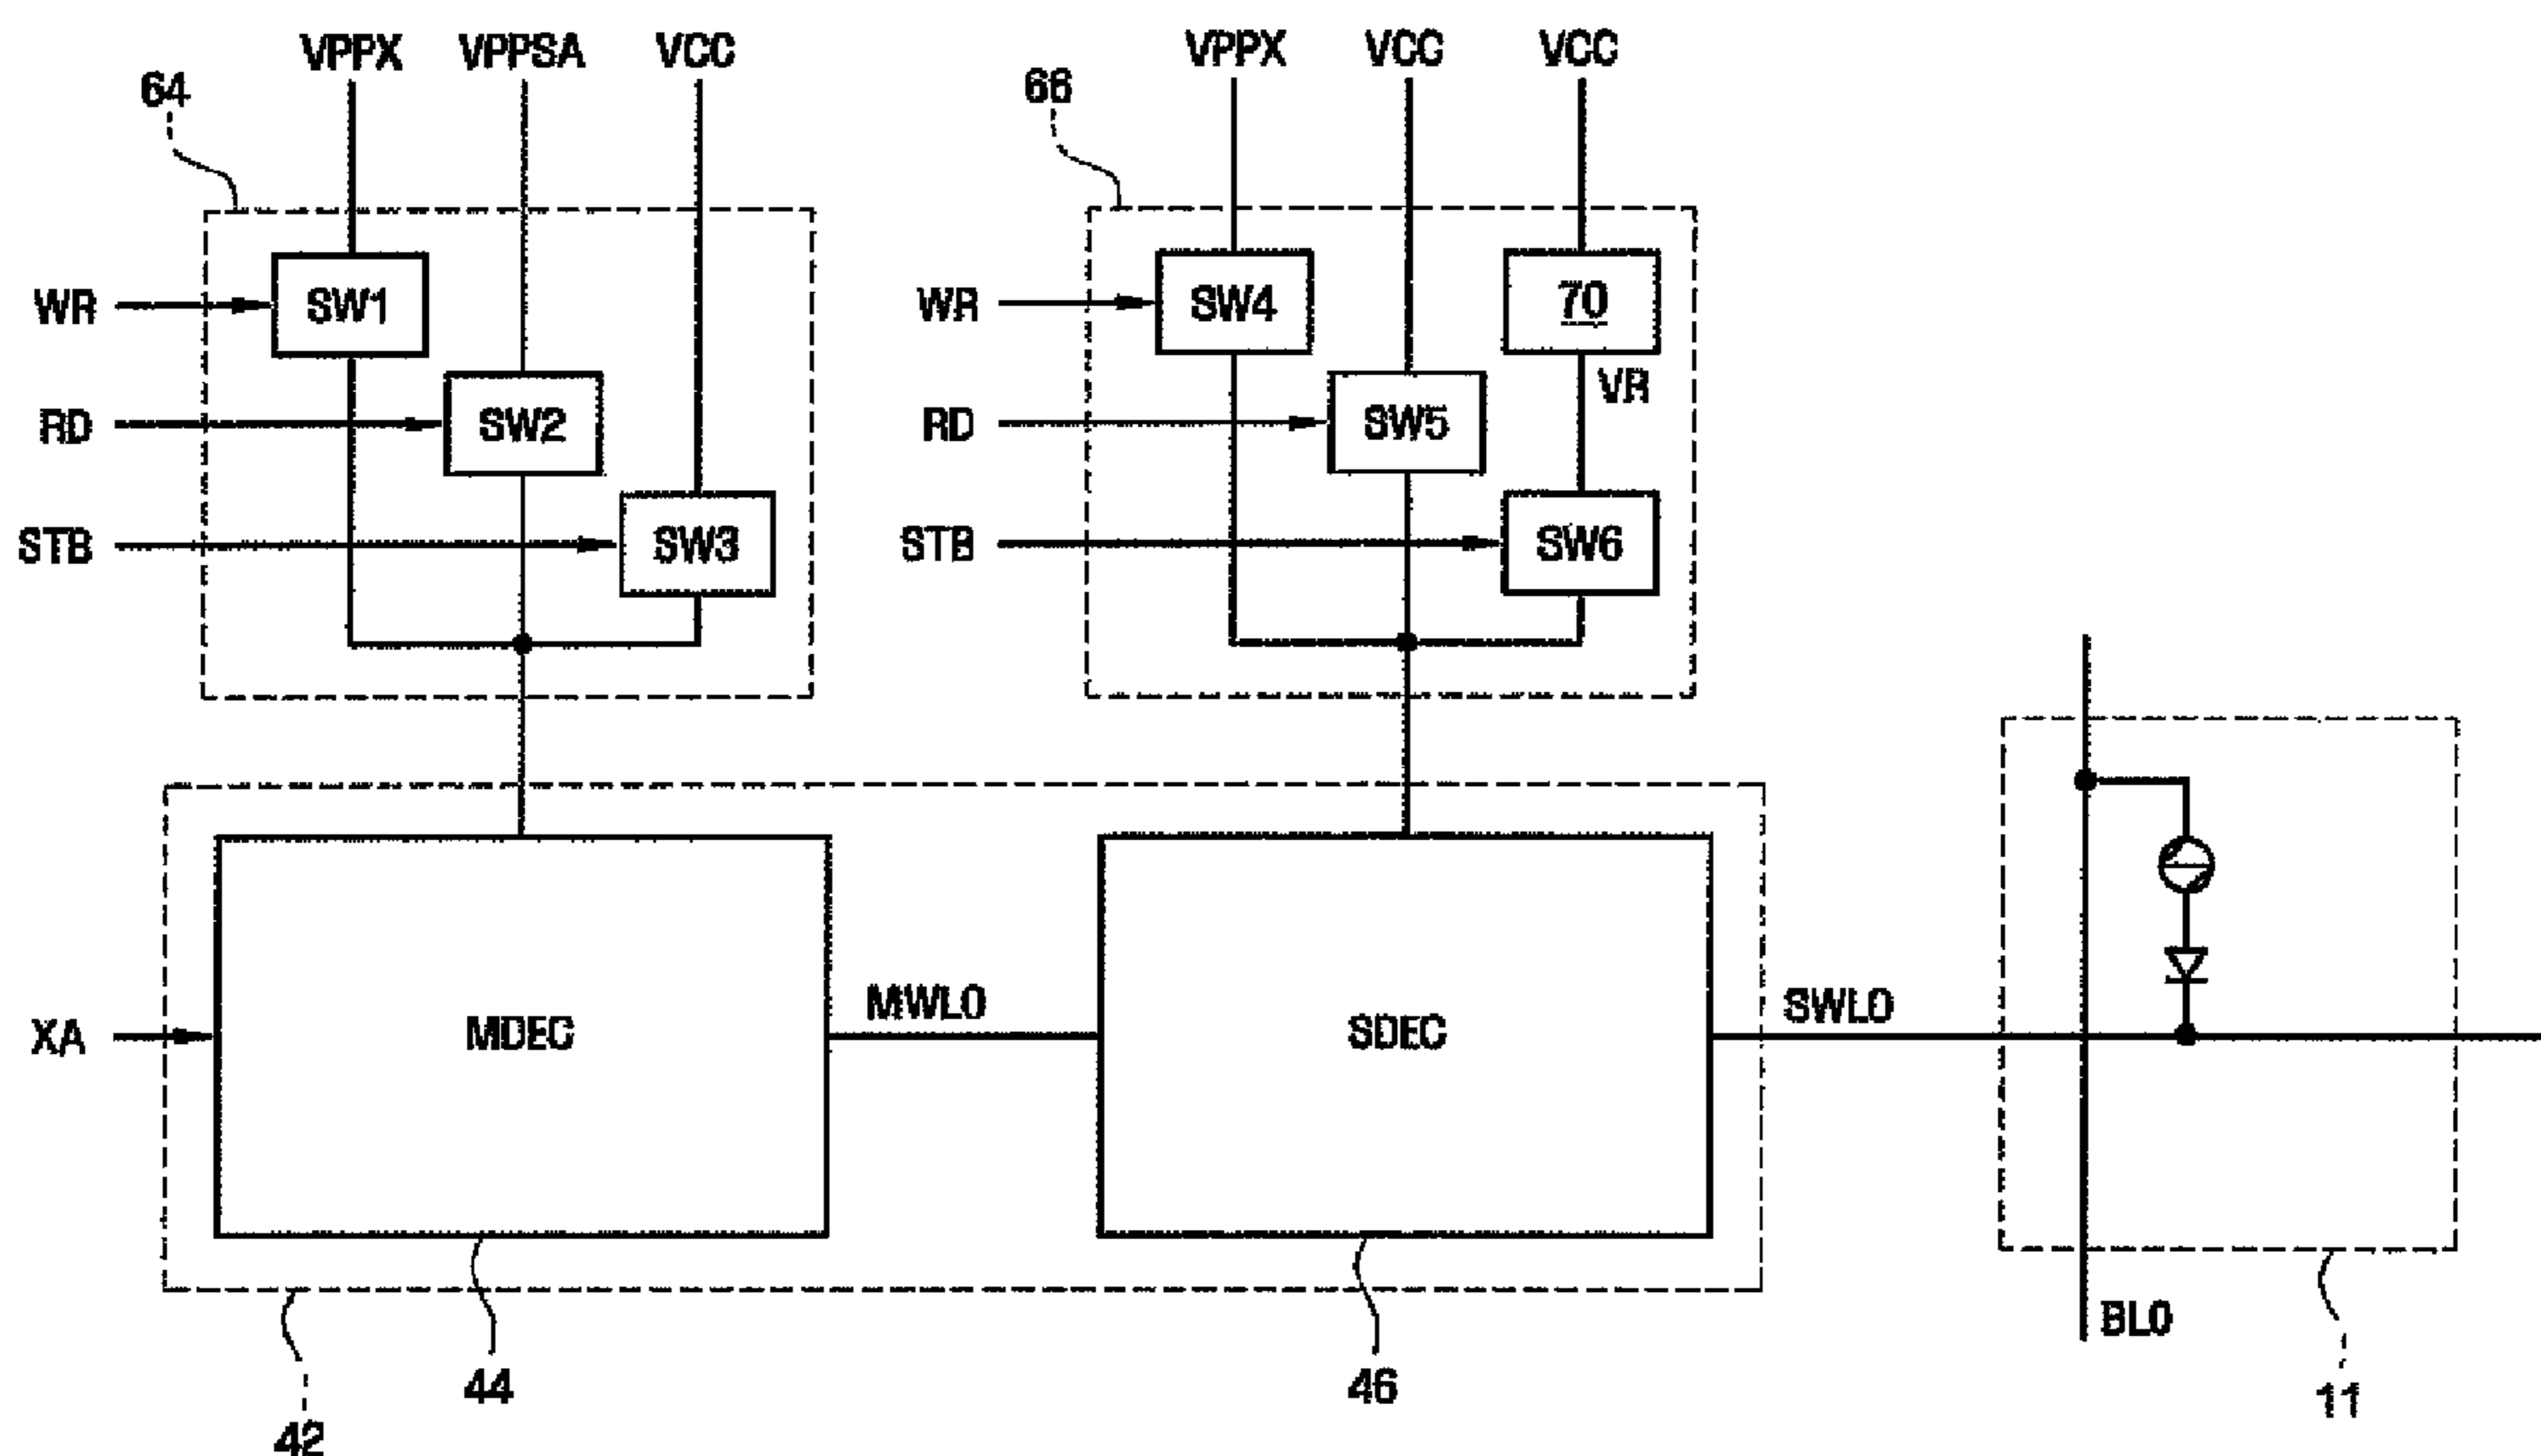 VPPX VPPSA VCC VPPX VCC VCC
64 66
WR SW1 WR SW4 70
VR
RD SW2 RD SW5
STB SW3 STB SW6
XA MDEC MWL0 SDEC SWL0
BL0
44 46 11
42